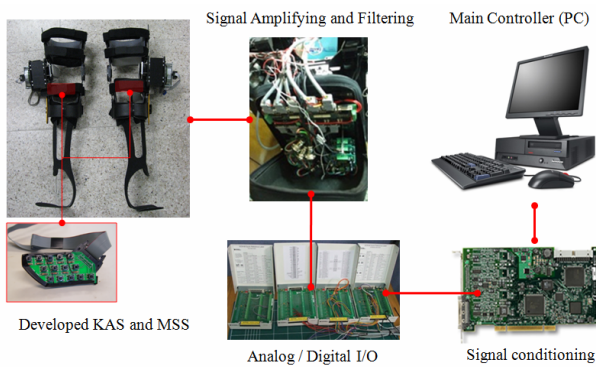 Signal Amplifying and Filtering
Main Controller (PC)
Developed KAS and MSS
Analog / Digital I/O
Signal conditioning